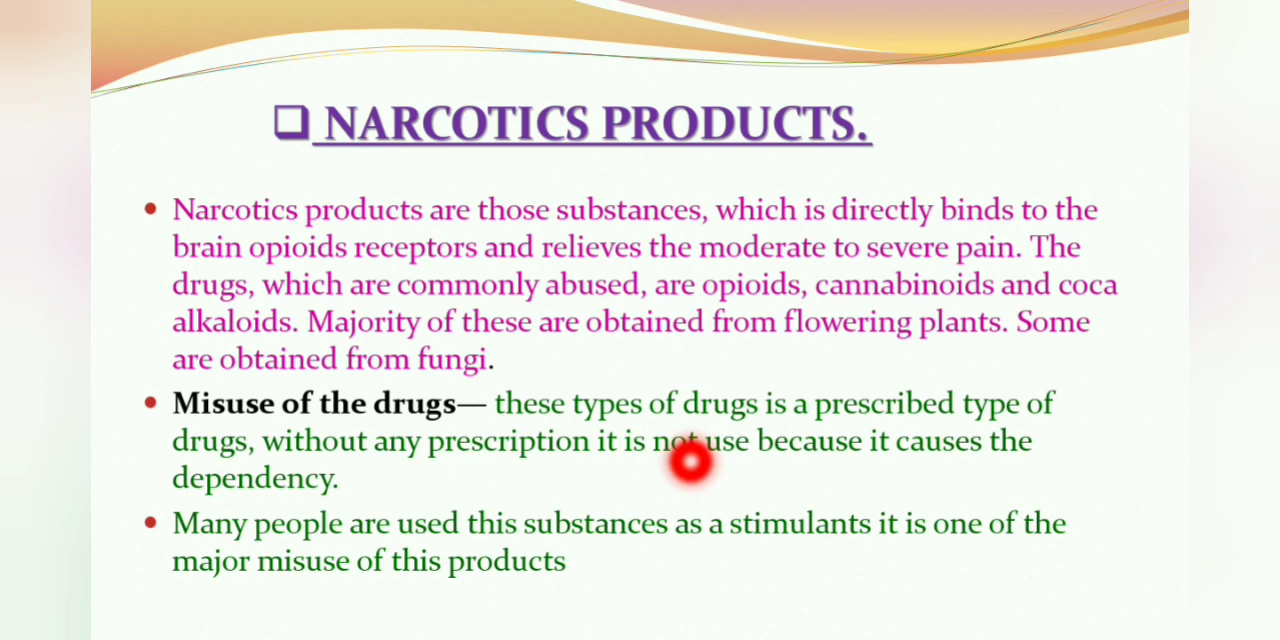 NARCOTICS PRODUCTS.
Narcotics products are those substances, which is directly binds to the
brain opioids receptors and relieves the moderate to severe pain. The
drugs, which are commonly abused, are opioids, cannabinoids and coca
alkaloids. Majority of these are obtained from flowering plants. Some
are obtained from fungi.
Misuse of the drugs— these types of drugs is a prescribed type of
drugs, without any prescription it is not use because it causes the
dependency.
Many people are used this substances as a stimulants it is one of the
major misuse of this products